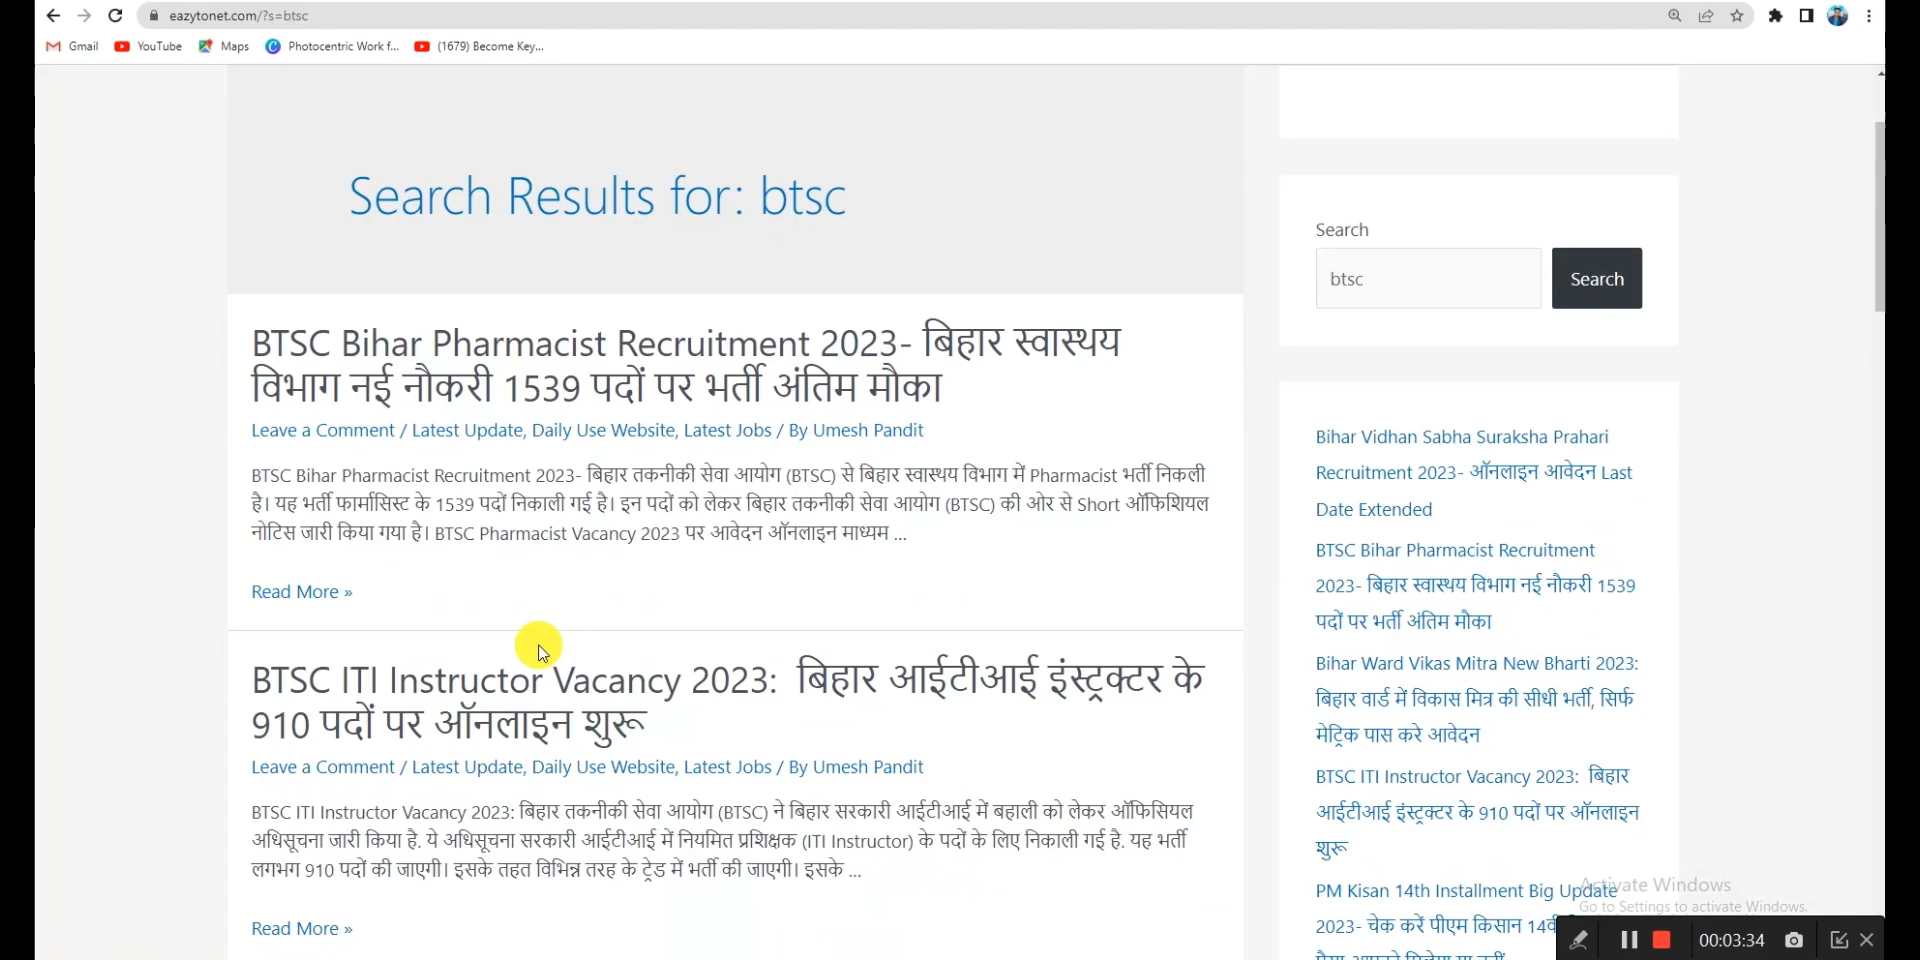 eazytonet.com/?s=btsc
Gmail YouTube Maps Photocentric Work f... (1679) Become Key...
Search Results for: btsc
BTSC Bihar Pharmacist Recruitment 2023- बिहार स्वास्थय
विभाग नई नौकरी 1539 पदों पर भर्ती अंतिम मौका
Leave a Comment / Latest Update, Daily Use Website, Latest Jobs / By Umesh Pandit
BTSC Bihar Pharmacist Recruitment 2023- बिहार तकनीकी सेवा आयोग (BTSC) से बिहार स्वास्थय विभाग में Pharmacist भर्ती निकली
है। यह भर्ती फार्मासिस्ट के 1539 पदों निकाली गई है। इन पदों को लेकर बिहार तकनीकी सेवा आयोग (BTSC) की ओर से Short ऑफिशियल
नोटिस जारी किया गया है। BTSC Pharmacist Vacancy 2023 पर आवेदन ऑनलाइन माध्यम ...
Read More »
BTSC ITI Instructor Vacancy 2023: बिहार आईटीआई इंस्ट्रक्टर के
910 पदों पर ऑनलाइन शुरू
Leave a Comment / Latest Update, Daily Use Website, Latest Jobs / By Umesh Pandit
BTSC ITI Instructor Vacancy 2023: बिहार तकनीकी सेवा आयोग (BTSC) ने बिहार सरकारी आईटीआई में बहाली को लेकर ऑफिसियल
अधिसूचना जारी किया है. ये अधिसूचना सरकारी आईटीआई में नियमित प्रशिक्षक (ITI Instructor) के पदों के लिए निकाली गई है. यह भर्ती
लगभग 910 पदों की जाएगी। इसके तहत विभिन्न तरह के ट्रेड में भर्ती की जाएगी। इसके ...
Read More »
Search
btsc Search
Bihar Vidhan Sabha Suraksha Prahari
Recruitment 2023- ऑनलाइन आवेदन Last
Date Extended
BTSC Bihar Pharmacist Recruitment
2023- बिहार स्वास्थय विभाग नई नौकरी 1539
पदों पर भर्ती अंतिम मौका
Bihar Ward Vikas Mitra New Bharti 2023:
बिहार वार्ड में विकास मित्र की सीधी भर्ती, सिर्फ
मेट्रिक पास करे आवेदन
BTSC ITI Instructor Vacancy 2023: बिहार
आईटीआई इंस्ट्रक्टर के 910 पदों पर ऑनलाइन
शुरू
PM Kisan 14th Installment Big Update
2023- चेक करें पीएम किसान 14वीं
Activate Windows
Go to Settings to activate Windows.
00:03:34